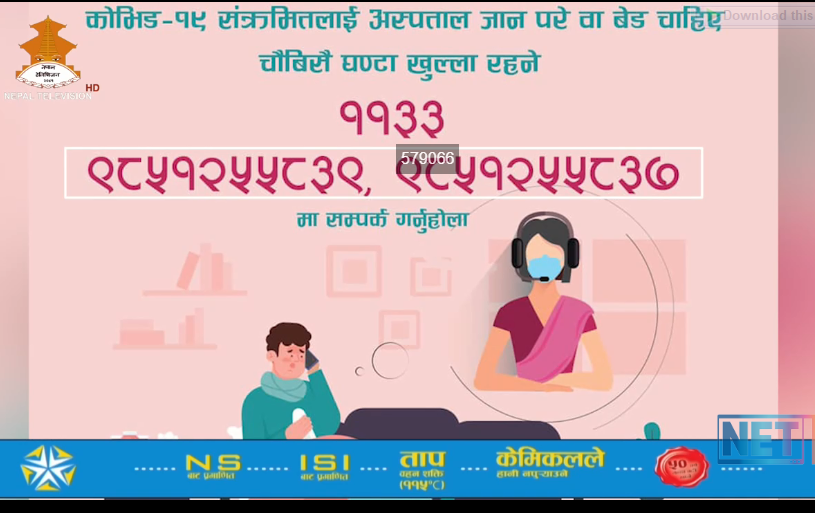 Download this
कोभिड-१९ संक्रमितलाई अस्पताल जान परे वा बेड चाहिए
चौबिसै घण्टा खुल्ला रहने
नेपाल
टेलिभिजन
HD
NEPAL TELEVISION
११३३
579066
९८५१२५५८३९, ९८५१२५५८३७
मा सम्पर्क गर्नुहोला
NET
NS बाट प्रमाणित
ISI बाट प्रमाणित
ताप वहन शक्ति (११५°C)
केमिकलले हानी नपुर्‍याउने
५०